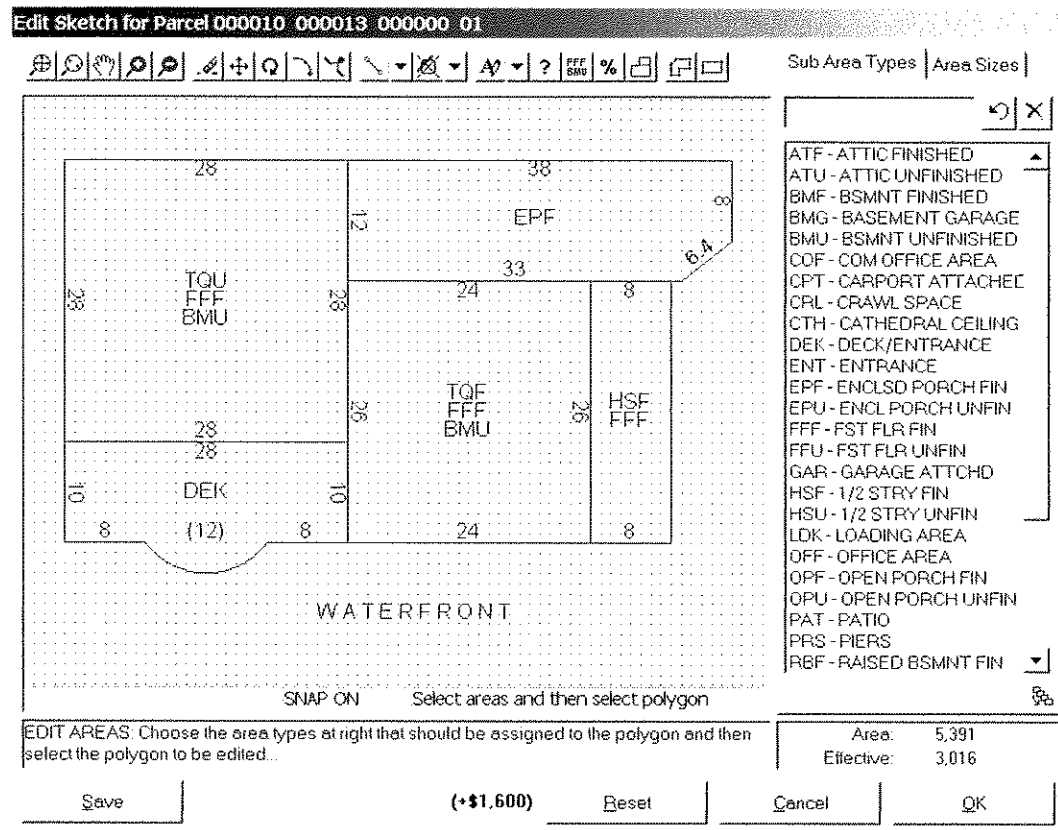 Edit Sketch for Parcel 000010 000013 000000 01
? FFF BMU %
Sub Area Types Area Sizes
28
38
12
EPF
8
6.4
33
24
8
TQU
FFF
BMU
28
28
26
TQF
FFF
BMU
26
HSF
FFF
28
28
10
DEK
10
8
(12)
8
24
8
WATERFRONT
SNAP ON Select areas and then select polygon
ATF - ATTIC FINISHED
ATU - ATTIC UNFINISHED
BMF - BSMNT FINISHED
BMG - BASEMENT GARAGE
BMU - BSMNT UNFINISHED
COF - COM OFFICE AREA
CPT - CARPORT ATTACHEE
CRL - CRAWL SPACE
CTH - CATHEDRAL CEILING
DEK - DECK/ENTRANCE
ENT - ENTRANCE
EPF - ENCLSD PORCH FIN
EPU - ENCL PORCH UNFIN
FFF - FST FLR FIN
FFU - FST FLR UNFIN
GAR - GARAGE ATTCHD
HSF - 1/2 STRY FIN
HSU - 1/2 STRY UNFIN
LDK - LOADING AREA
OFF - OFFICE AREA
OPF - OPEN PORCH FIN
OPU - OPEN PORCH UNFIN
PAT - PATIO
PRS - PIERS
RBF - RAISED BSMNT FIN
EDIT AREAS: Choose the area types at right that should be assigned to the polygon and then
select the polygon to be edited...
Area: 5,391
Effective: 3,016
Save
(+$1,600)
Reset
Cancel
OK